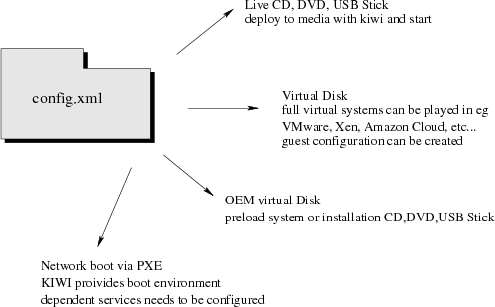 Live CD, DVD, USB Stick
deploy to media with kiwi and start
config.xml
Virtual Disk
full virtual systems can be played in eg
VMware, Xen, Amazon Cloud, etc...
guest configuration can be created
OEM virtual Disk
preload system or installation CD,DVD,USB Stick
Network boot via PXE
KIWI proivides boot environment
dependent services needs to be configured